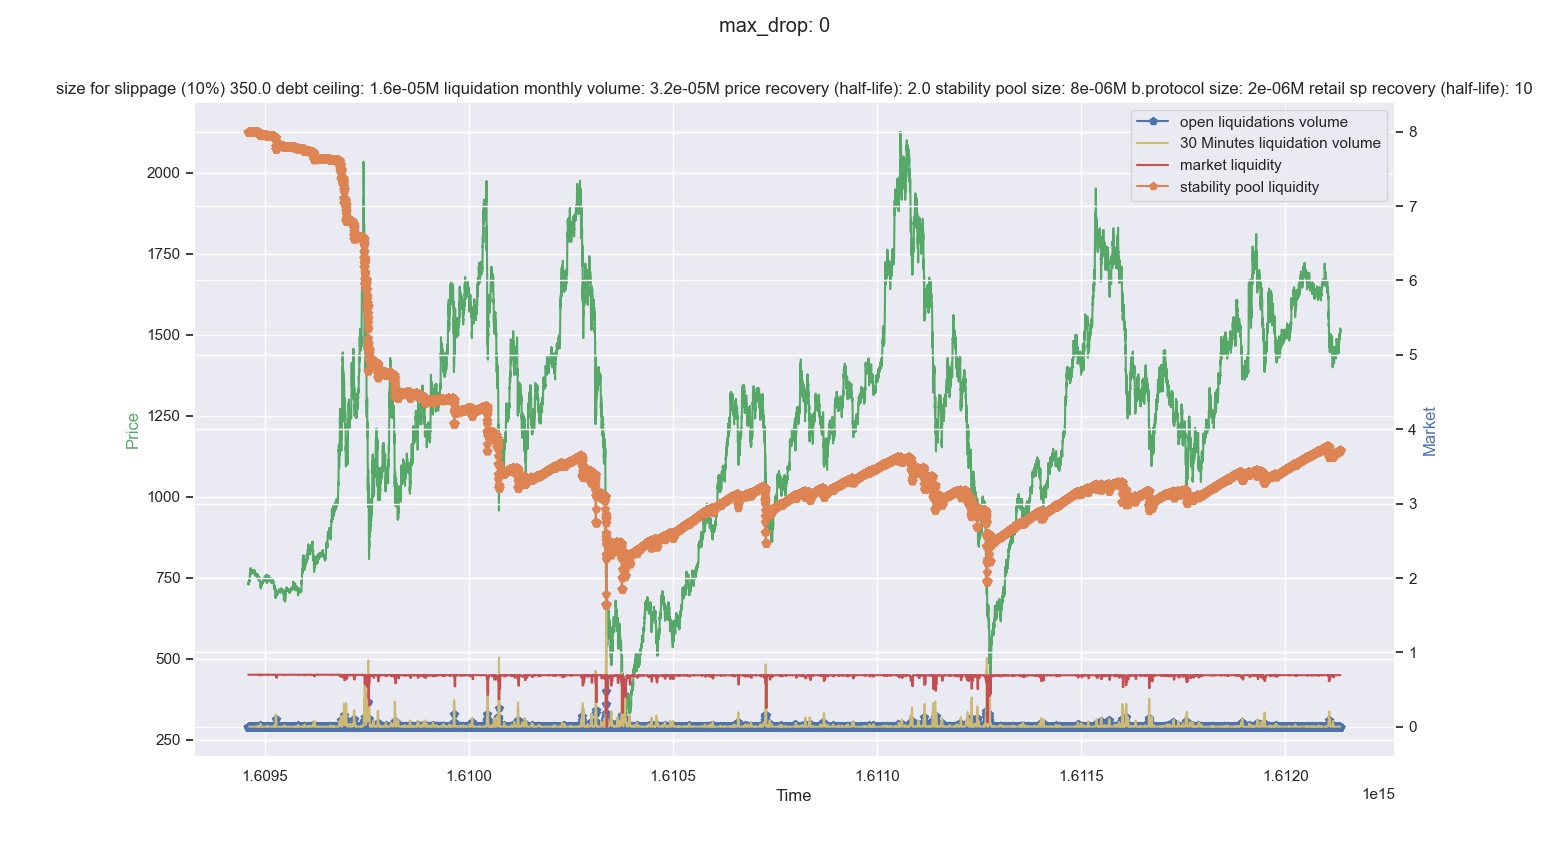 max_drop: 0
size for slippage (10%) 350.0 debt ceiling: 1.6e-05M liquidation monthly volume: 3.2e-05M price recovery (half-life): 2.0 stability pool size: 8e-06M b.protocol size: 2e-06M retail sp recovery (half-life): 10
open liquidations volume
30 Minutes liquidation volume
market liquidity
stability pool liquidity
2000
1750
1500
1250
1000
750
500
250
Price
8
7
6
5
4
3
2
1
0
Market
1.6095 1.6100 1.6105 1.6110 1.6115 1.6120
Time
1e15